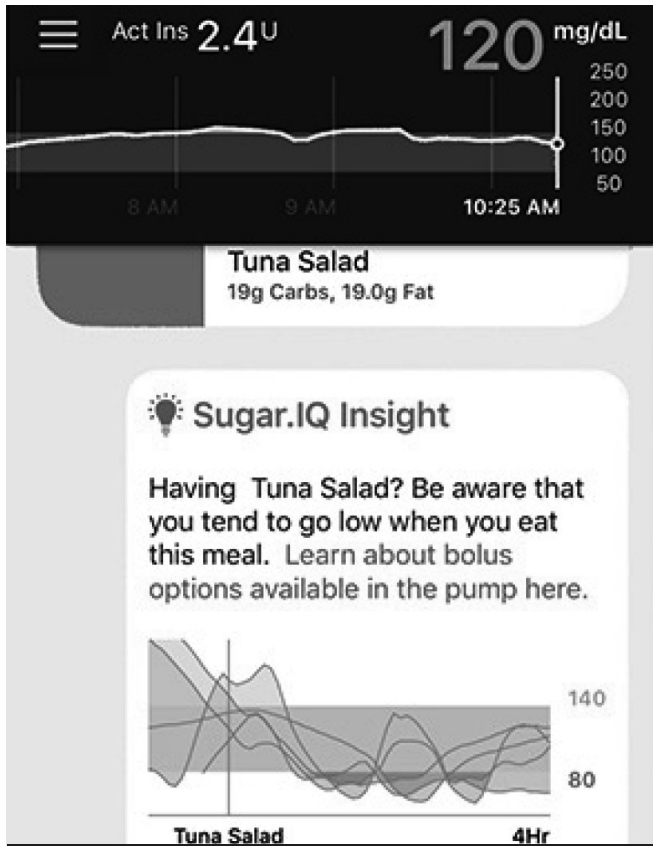 Act Ins 2.4 U
120 mg/dL
250
200
150
100
50
8 AM 9 AM 10:25 AM
Tuna Salad
19g Carbs, 19.0g Fat
Sugar.IQ Insight
Having Tuna Salad? Be aware that
you tend to go low when you eat
this meal. Learn about bolus
options available in the pump here.
140
80
Tuna Salad 4Hr